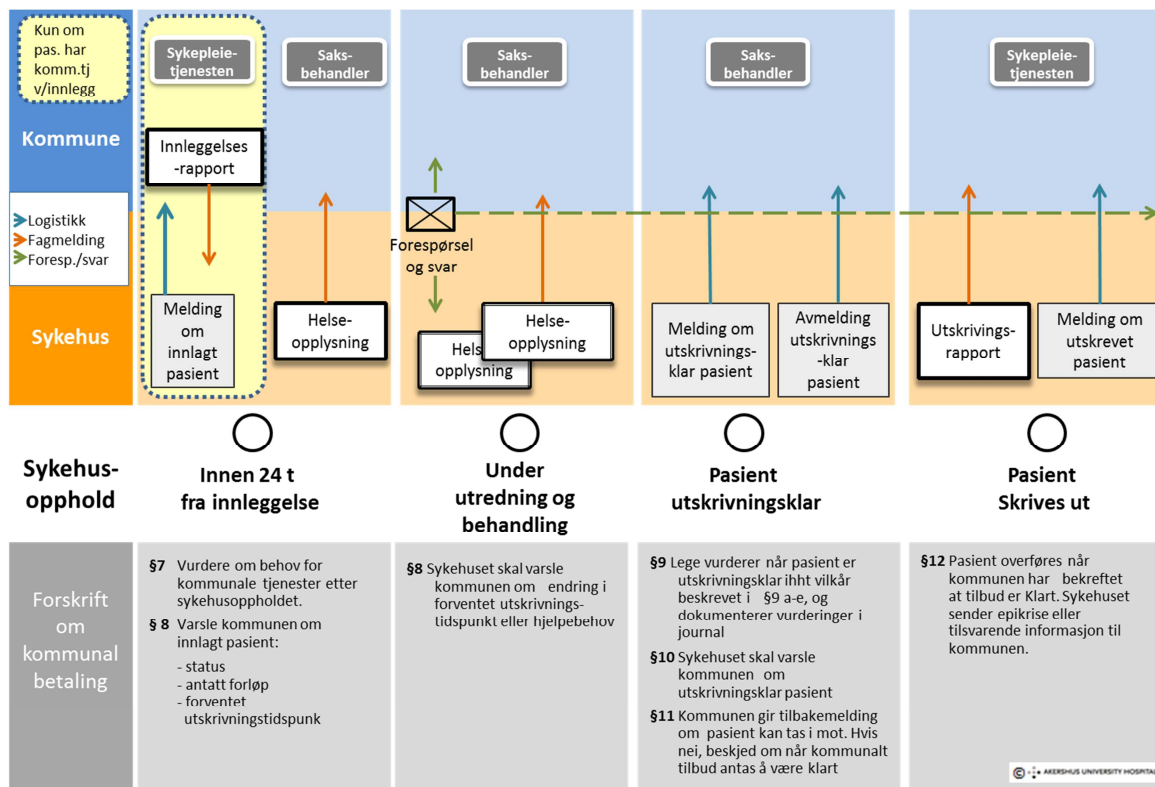 Kun om
pas. har
komm.tj
v/innlegg
Sykepleie-
tjenesten
Saks-
behandler
Saks-
behandler
Saks-
behandler
Sykepleie-
tjenesten
Kommune
Innleggelses
-rapport
Logistikk
Fagmelding
Foresp./svar
Forespørsel
og svar
Sykehus
Melding
om
innlagt
pasient
Helse-
opplysning
Hels
opplysning
Helse-
opplysning
Melding om
utskrivnings-
klar pasient
Avmelding
utskrivnings
-klar
pasient
Utskrivings-
rapport
Melding om
utskrevet
pasient
Sykehus-
opphold
Innen 24 t
fra innleggelse
Under
utredning og
behandling
Pasient
utskrivningsklar
Pasient
Skrives ut
Forskrift
om
kommunal
betaling
§7 Vurdere om behov for
kommunale tjenester etter
sykehusoppholdet.
§ 8 Varsle kommunen om
innlagt pasient:
- status
- antatt forløp
- forventet
utskrivningstidspunk
§8 Sykehuset skal varsle
kommunen om endring i
forventet utskrivnings-
tidspunkt eller hjelpebehov
§9 Lege vurderer når pasient er
utskrivningsklar ihht vilkår
beskrevet i §9 a-e, og
dokumenterer vurderinger i
journal
§10 Sykehuset skal varsle
kommunen om
utskrivningsklar pasient
§11 Kommunen gir tilbakemelding
om pasient kan tas i mot. Hvis
nei, beskjed om når kommunalt
tilbud antas å være klart
§12 Pasient overføres når
kommunen har bekreftet
at tilbud er Klart. Sykehuset
sender epikrise eller
tilsvarende informasjon til
kommunen.
© AKERSHUS UNIVERSITY HOSPITAL